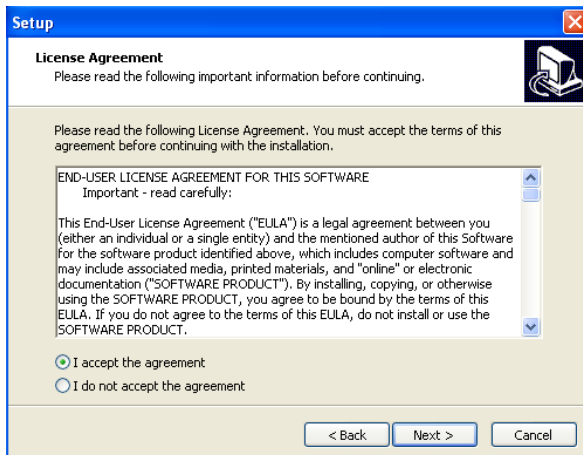 Setup
License Agreement
Please read the following important information before continuing.
Please read the following License Agreement. You must accept the terms of this
agreement before continuing with the installation.
END-USER LICENSE AGREEMENT FOR THIS SOFTWARE
Important - read carefully:
This End-User License Agreement ("EULA") is a legal agreement between you
(either an individual or a single entity) and the mentioned author of this Software
for the software product identified above, which includes computer software and
may include associated media, printed materials, and "online" or electronic
documentation ("SOFTWARE PRODUCT"). By installing, copying, or otherwise
using the SOFTWARE PRODUCT, you agree to be bound by the terms of this
EULA. If you do not agree to the terms of this EULA, do not install or use the
SOFTWARE PRODUCT.
I accept the agreement
I do not accept the agreement
< Back Next > Cancel